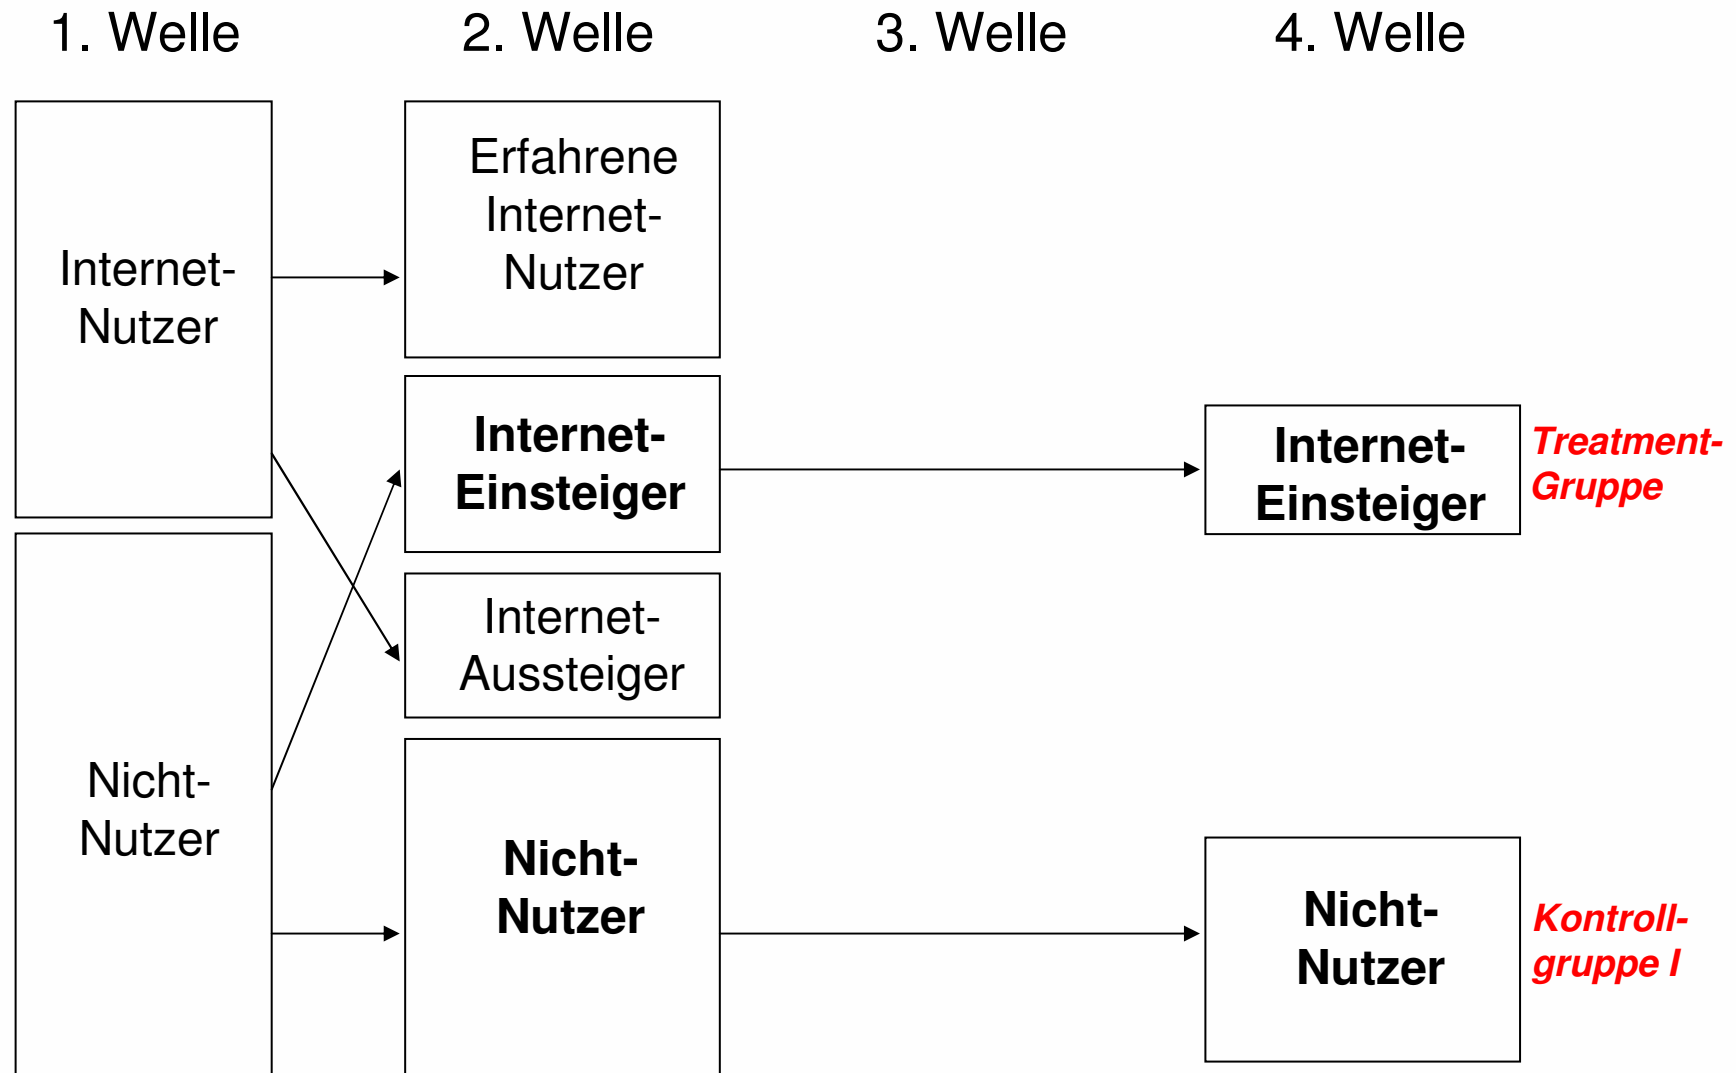 1. Welle
2. Welle
3. Welle
4. Welle
Internet-
Nutzer
Nicht-
Nutzer
Erfahrene
Internet-
Nutzer
Internet-
Einsteiger
Internet-
Aussteiger
Nicht-
Nutzer
Internet-
Einsteiger
Treatment-
Gruppe
Nicht-
Nutzer
Kontroll-
gruppe I